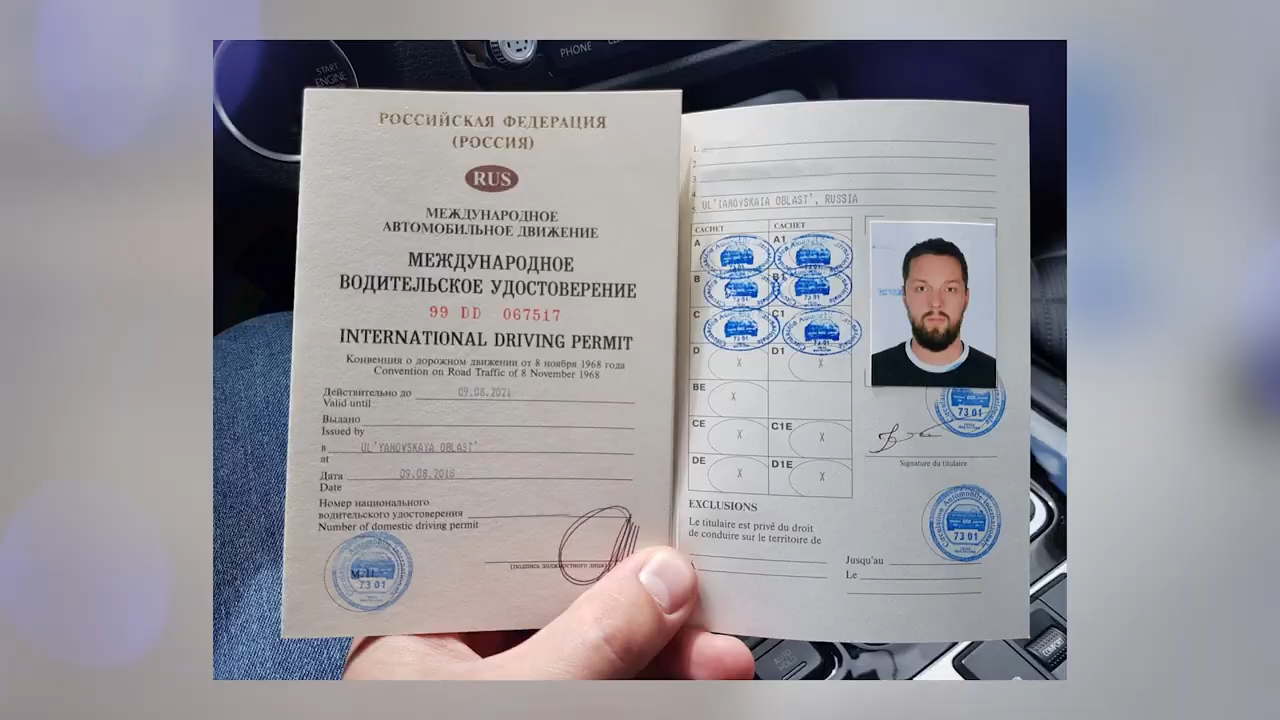 START
ENGINE
PHONE
РОССИЙСКАЯ ФЕДЕРАЦИЯ
(РОССИЯ)
RUS
МЕЖДУНАРОДНОЕ
АВТОМОБИЛЬНОЕ ДВИЖЕНИЕ
МЕЖДУНАРОДНОЕ
ВОДИТЕЛЬСКОЕ УДОСТОВЕРЕНИЕ
99 DD 067517
INTERNATIONAL DRIVING PERMIT
Конвенция о дорожном движении от 8 ноября 1968 года
Convention on Road Traffic of 8 November 1968
Действительно до 09.08.2021
Valid until
Выдано
Issued by
в UL'YANOVSKAYA OBLAST'
at
Дата 09.08.2018
Date
Номер национального
водительского удостоверения
Number of domestic driving permit
(подпись должностного лица)
М.П.
73 01
1.
2.
3
4
5 UL'IANOVSKAIA OBLAST', RUSSIA
CACHET CACHET
A A1
73 01 73 01
B B1
73 01 73 01
C C1
73 01 73 01
D X D1 X
BE X
CE X C1E X
DE X D1E X
73 01
Signature du titulaire
EXCLUSIONS
Le titulaire est privé du droit
de conduire sur le territoire de
Circulation Automobile Internationale
73 01
Jusqu'au
Le
AUTO
HOLD
COMFORT